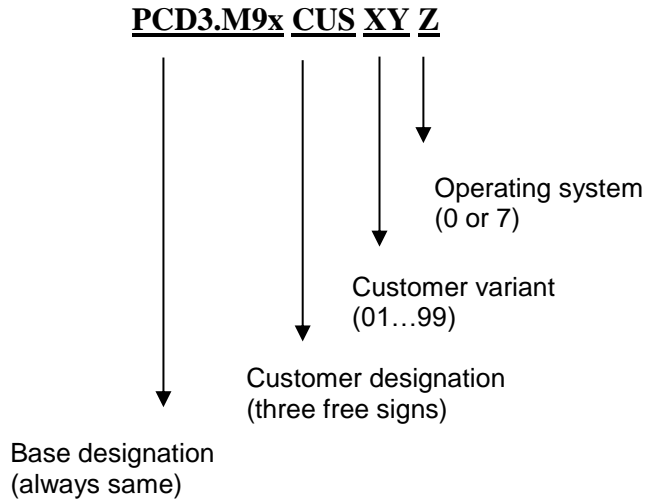 PCD3.M9x CUS XY Z
Operating system
(0 or 7)
Customer variant
(01…99)
Customer designation
(three free signs)
Base designation
(always same)